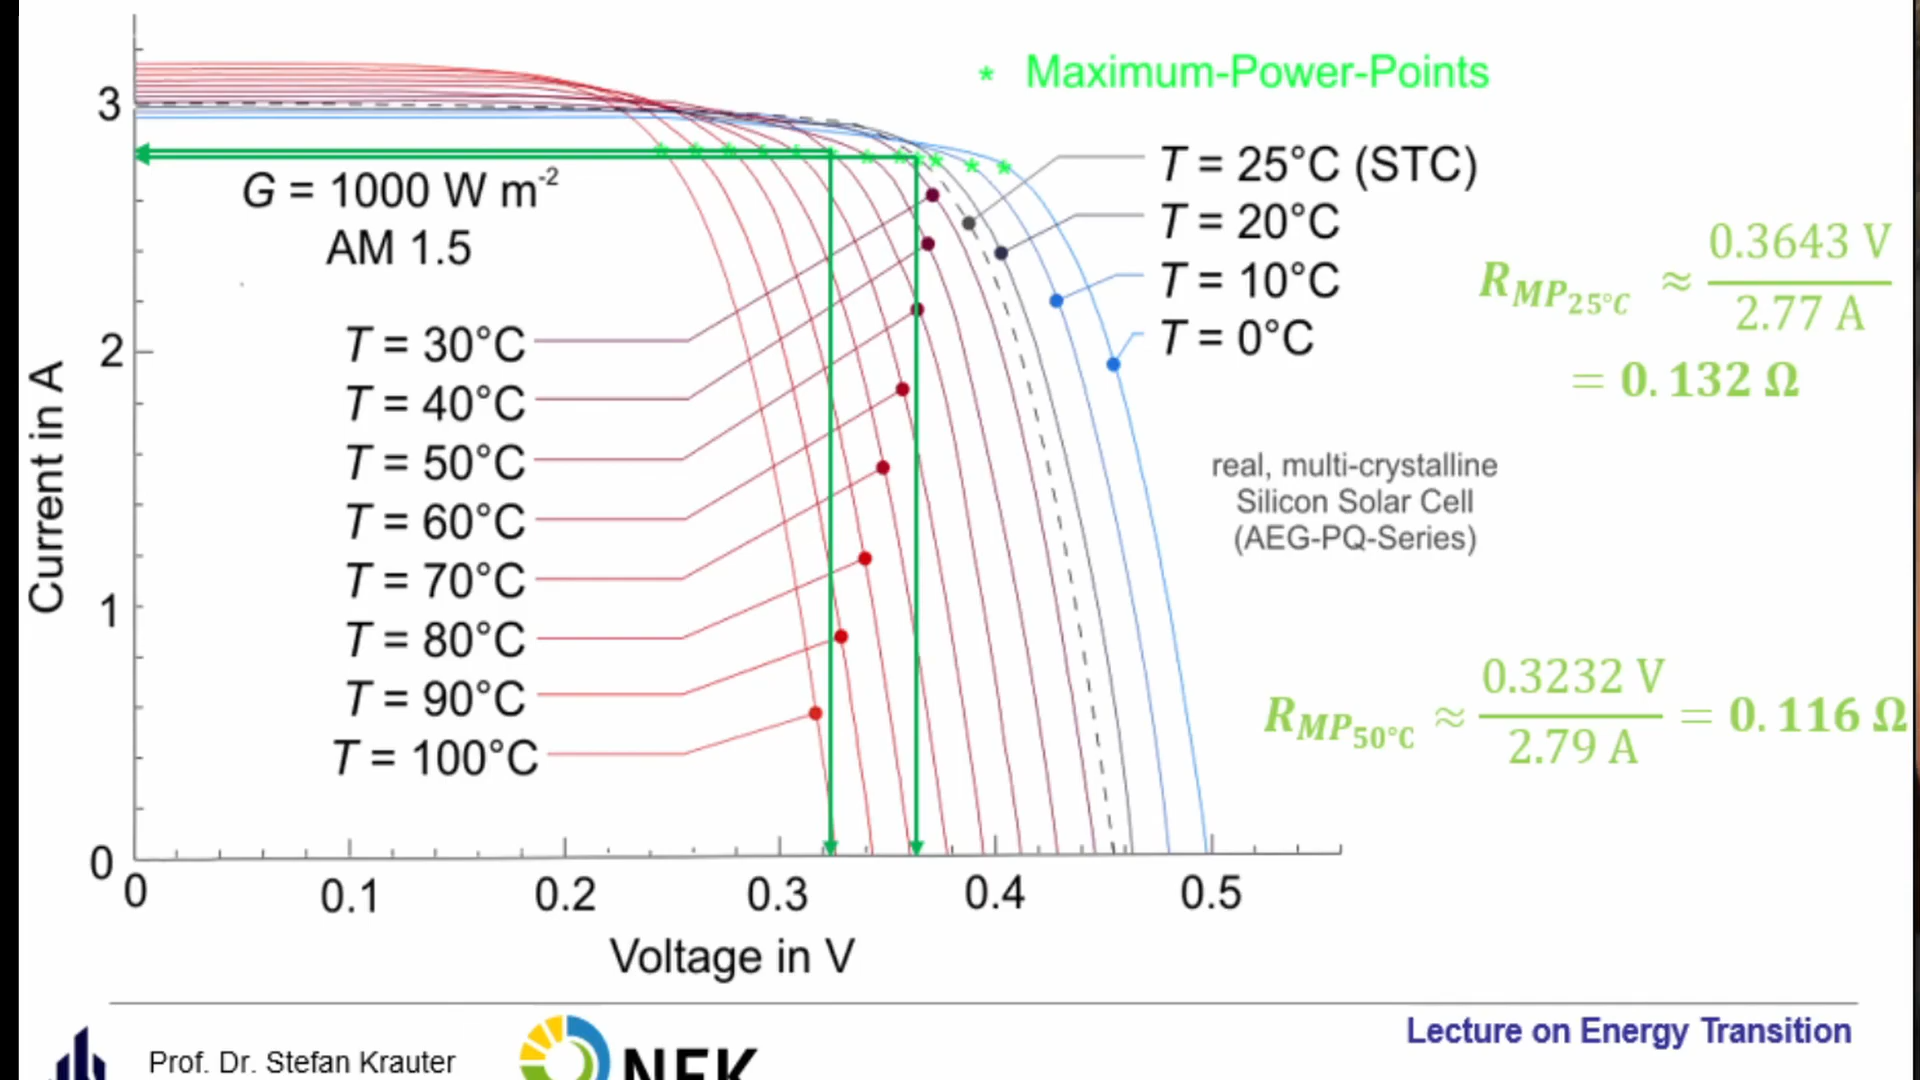 * Maximum-Power-Points
3
G = 1000 W m-2
AM 1.5
T = 25°C (STC)
T = 20°C
T = 10°C
T = 0°C
T = 30°C
T = 40°C
T = 50°C
T = 60°C
T = 70°C
T = 80°C
T = 90°C
T = 100°C
2
1
0
Current in A
R_MP25°C ≈ 0.3643 V / 2.77 A
= 0.132 Ω
real, multi-crystalline
Silicon Solar Cell
(AEG-PQ-Series)
R_MP50°C ≈ 0.3232 V / 2.79 A = 0.116 Ω
0 0.1 0.2 0.3 0.4 0.5
Voltage in V
Lecture on Energy Transition
Prof. Dr. Stefan Krauter
NEK